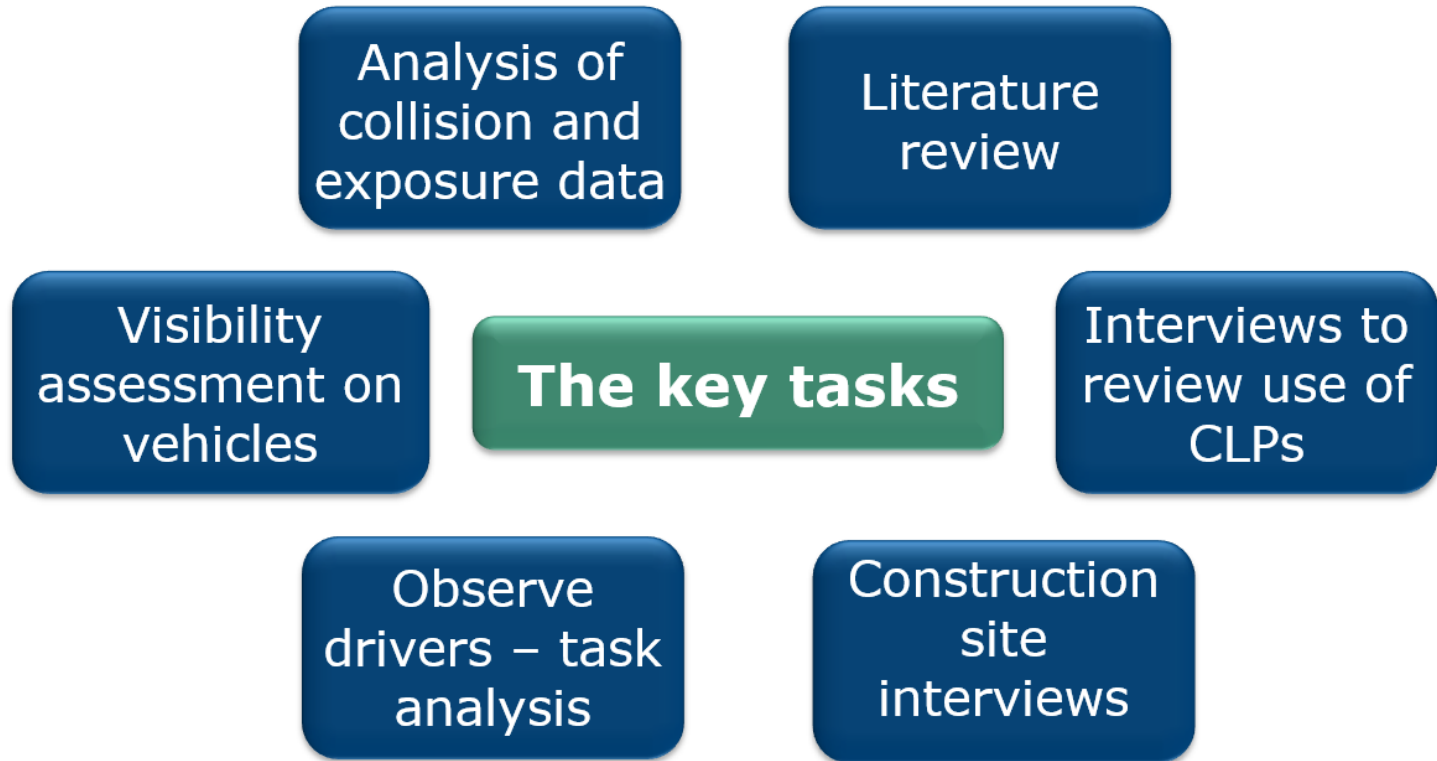 Analysis of
collision and
exposure data
Literature
review
Visibility
assessment on
vehicles
The key tasks
Interviews to
review use of
CLPs
Observe
drivers – task
analysis
Construction
site
interviews